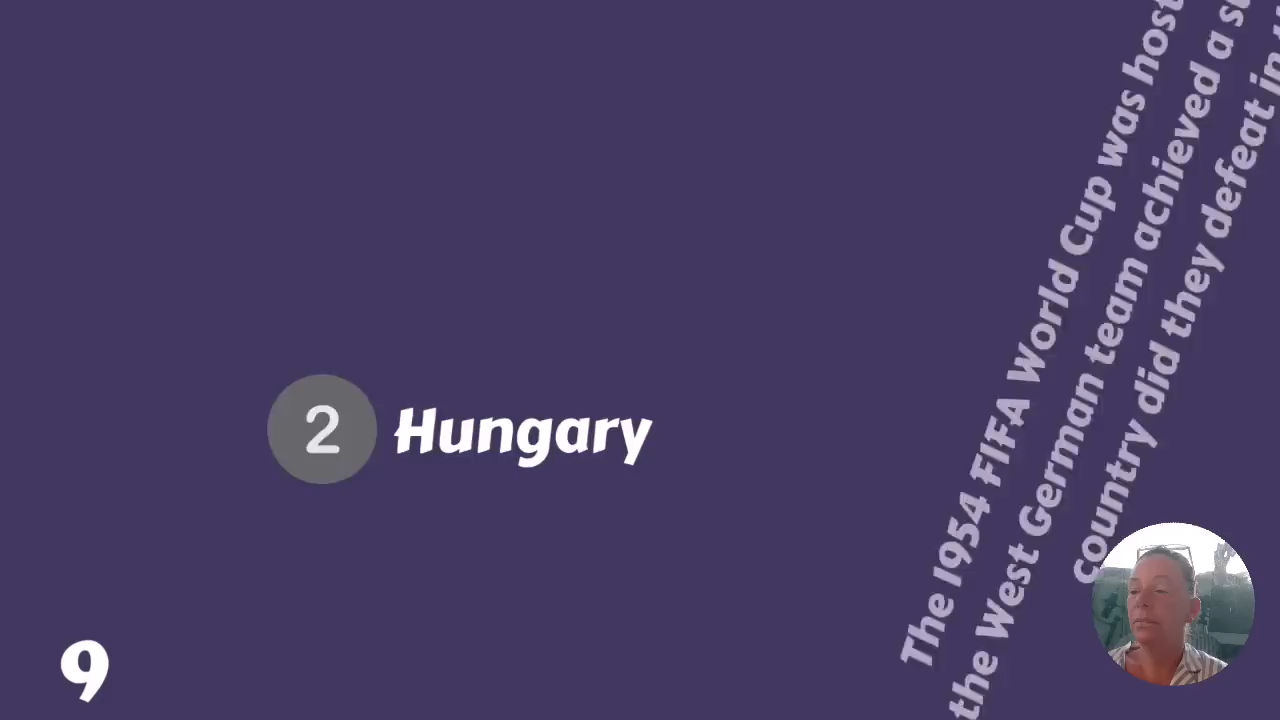 The 1954 FIFA World Cup was host
the West German team achieved a
country did they defeat in
2 Hungary
9